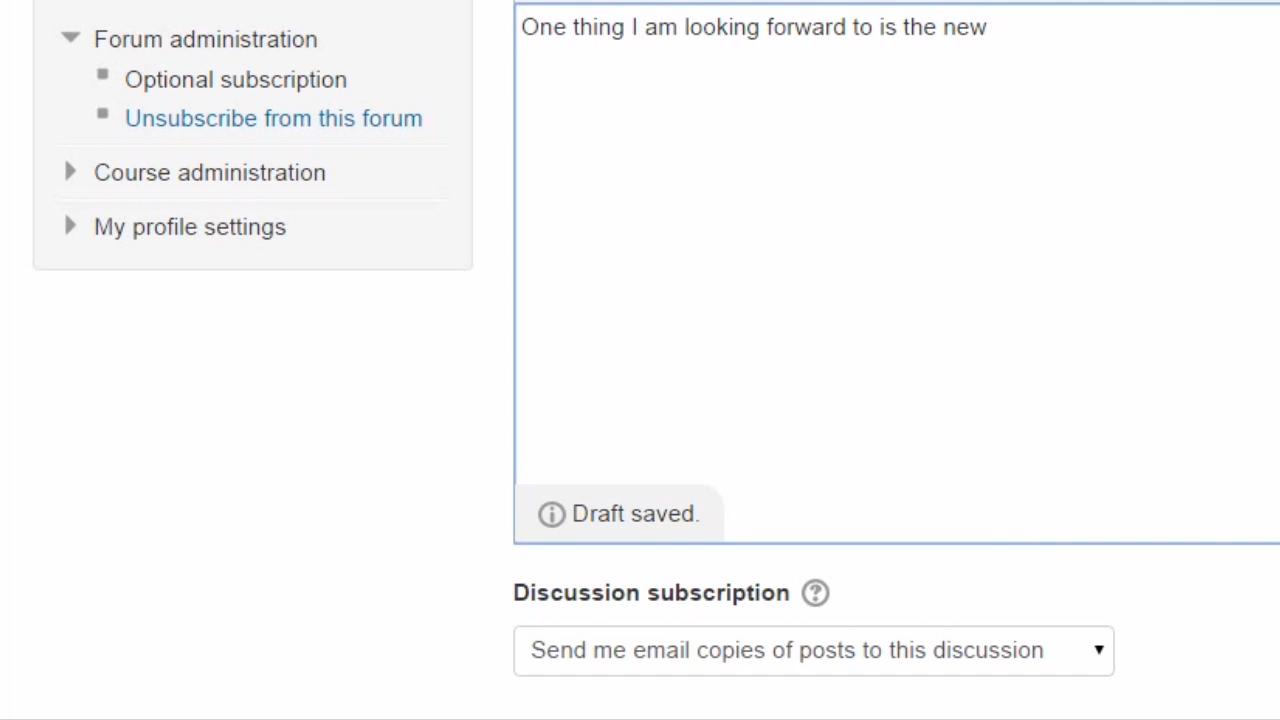 Forum administration
Optional subscription
Unsubscribe from this forum
Course administration
My profile settings
One thing I am looking forward to is the new
Draft saved.
Discussion subscription
Send me email copies of posts to this discussion